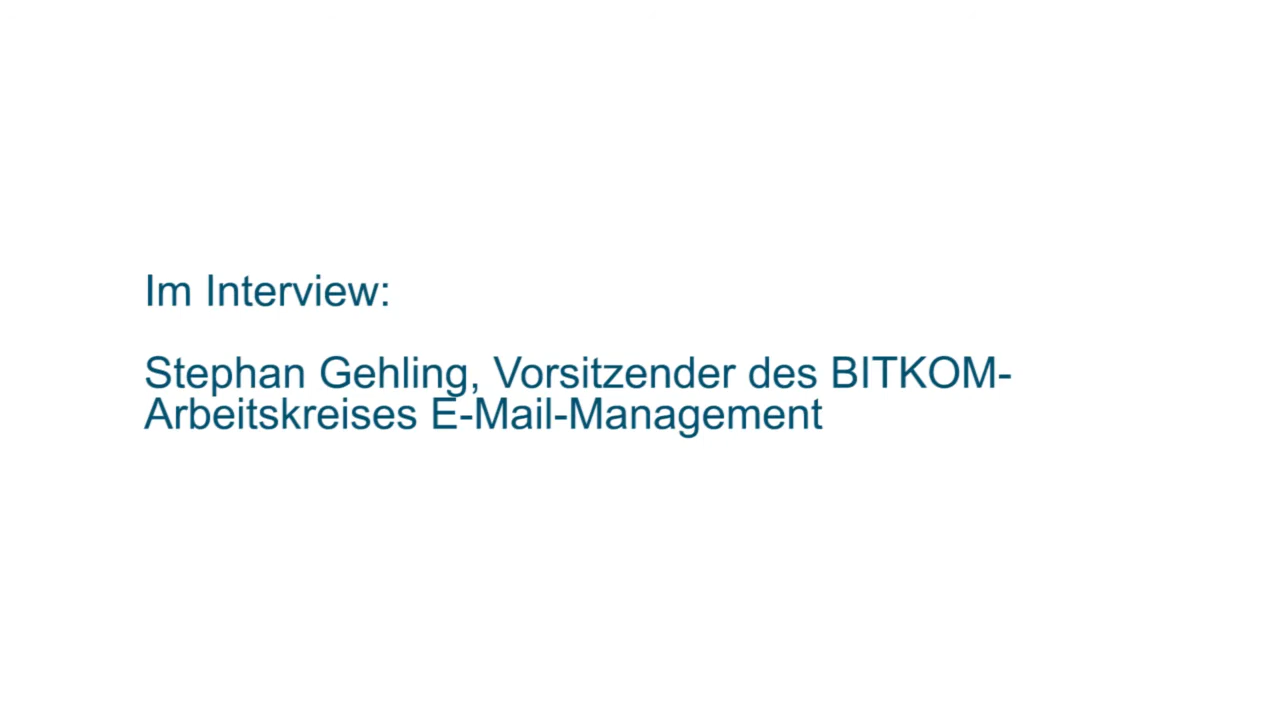 Im Interview:
Stephan Gehling, Vorsitzender des BITKOM-
Arbeitskreises E-Mail-Management